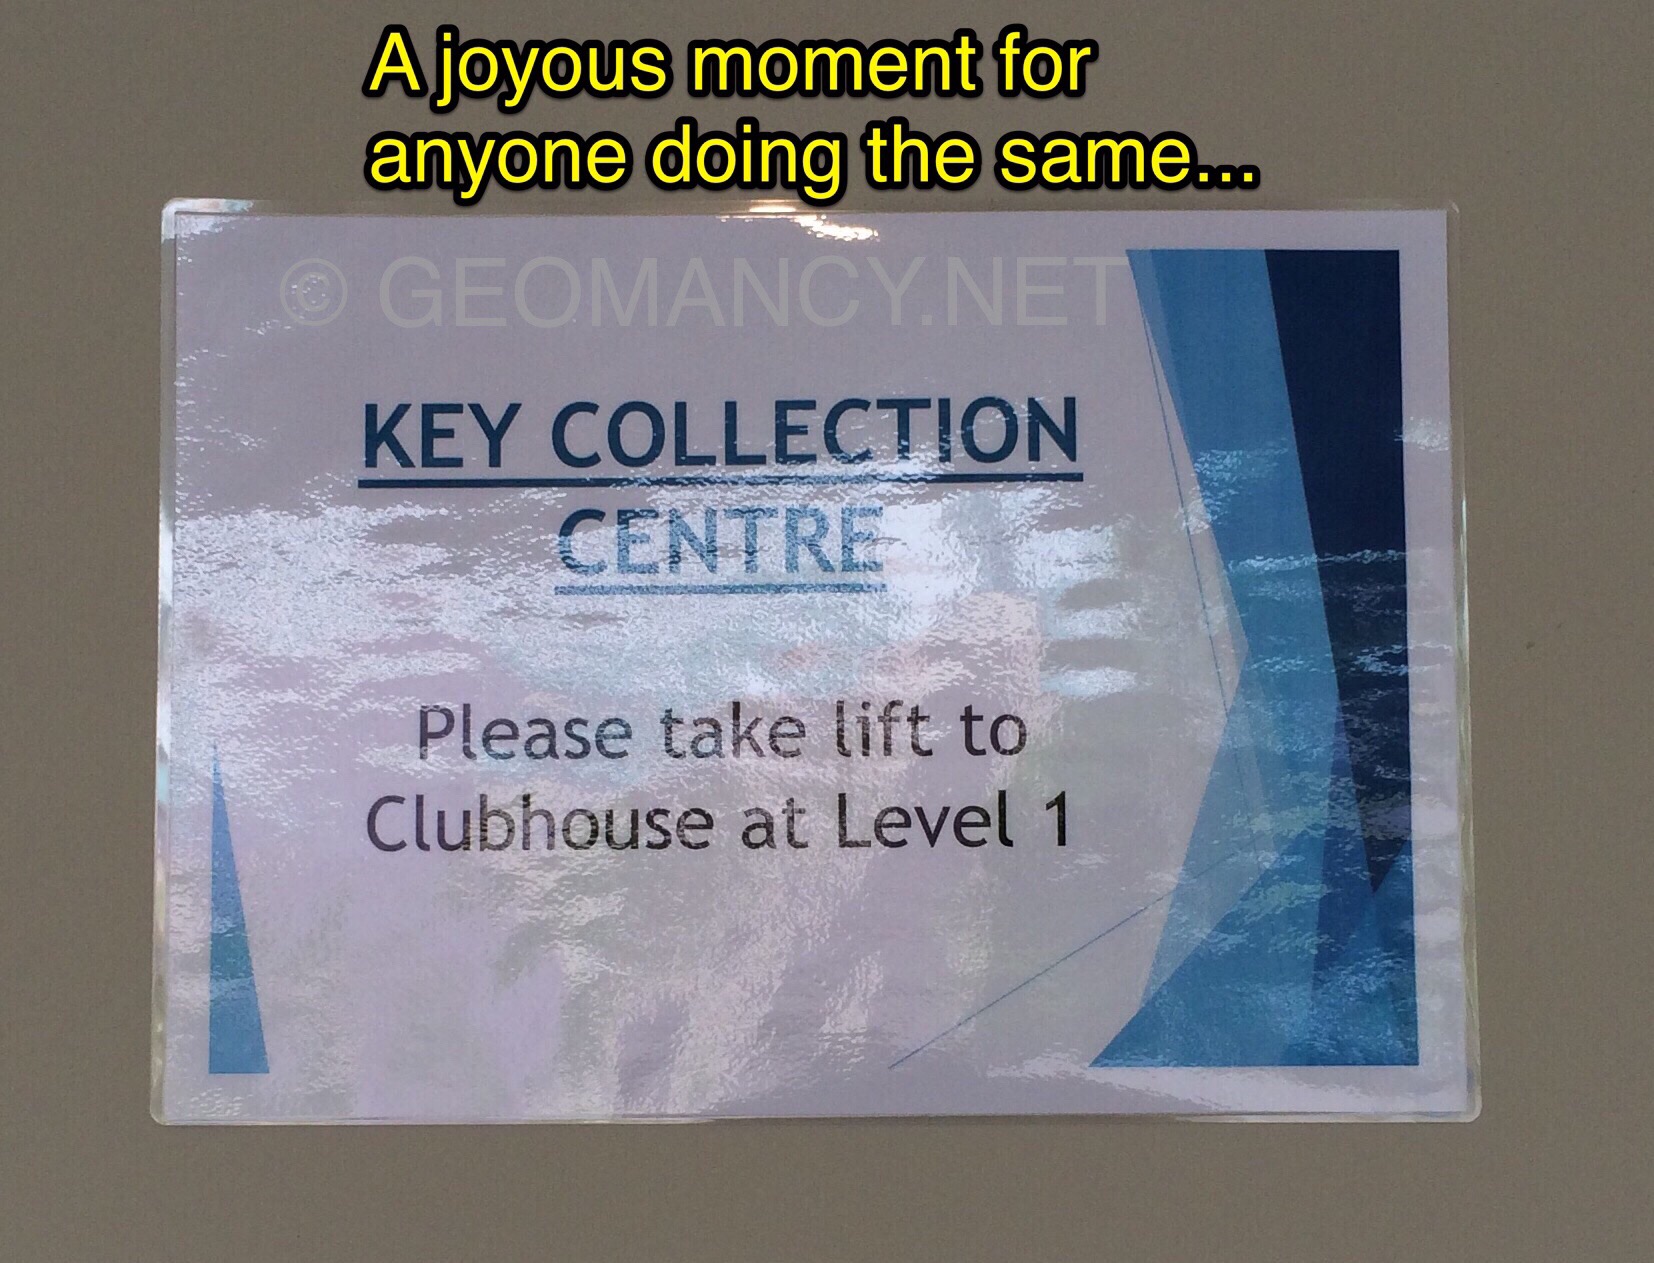 A joyous moment for
anyone doing the same...
© GEOMANCY.NET
KEY COLLECTION
CENTRE
Please take lift to
Clubhouse at Level 1